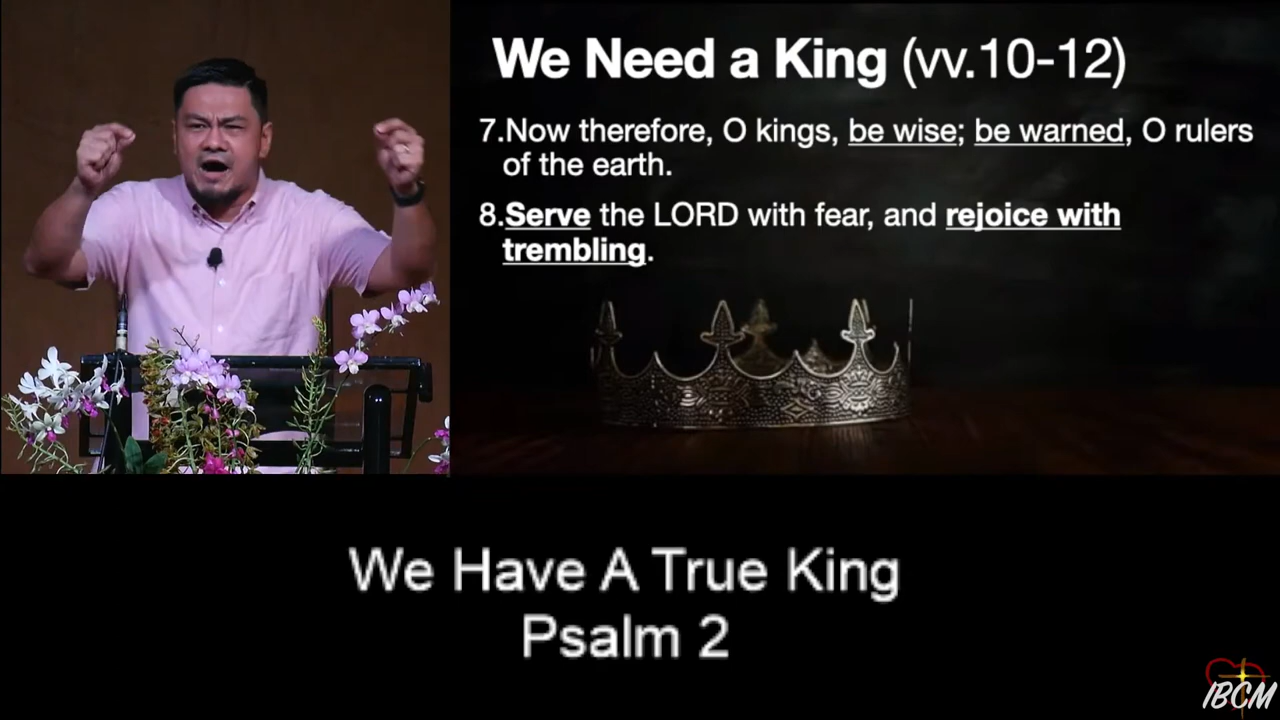 We Need a King (vv.10-12)
7.Now therefore, O kings, be wise; be warned, O rulers
of the earth.
8.Serve the LORD with fear, and rejoice with
trembling.
We Have A True King
Psalm 2
IBCM